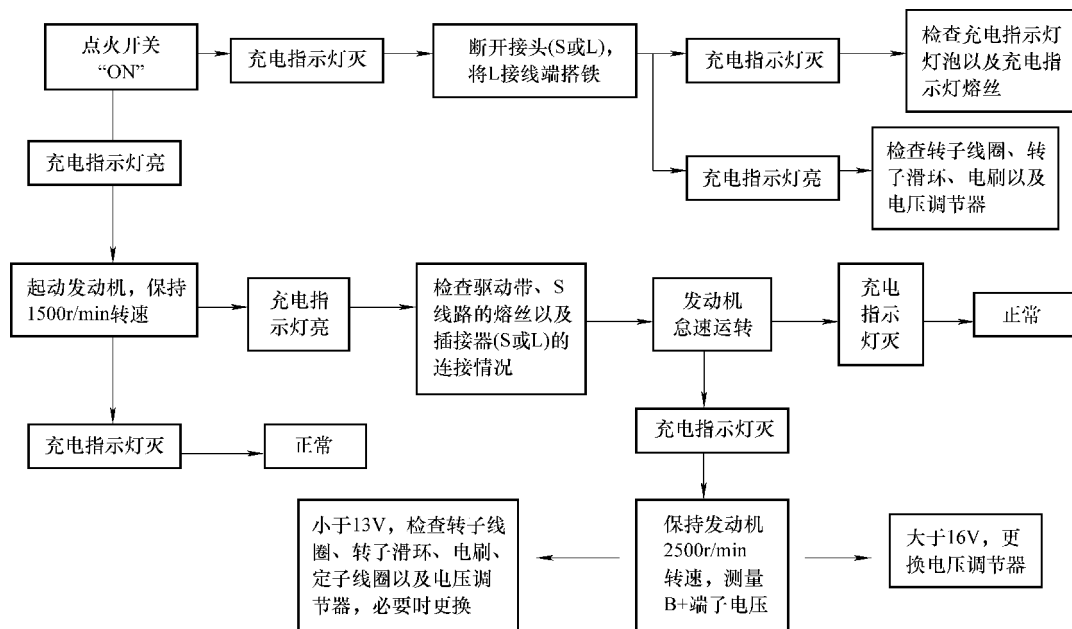 点火开关
“ON”
充电指示灯灭
断开接头(S或L)，
将L接线端搭铁
充电指示灯灭
检查充电指示灯
灯泡以及充电指
示灯熔丝
充电指示灯亮
充电指示灯亮
检查转子线圈、转
了滑环、电刷以及
电压调节器
起动发动机，保持
1500r/min转速
充电指
示灯亮
检查驱动带、S
线路的熔丝以及
插接器(S或L)的
连接情况
发动机
怠速运转
充电
指示
灯灭
正常
充电指示灯灭
正常
充电指示灯灭
小于13V，检查转子线
圈、转了滑环、电刷、
定子线圈以及电压调
节器，必要时更换
保持发动机
2500r/min
转速，测量
B+端了电压
大于16V，更
换电压调节器